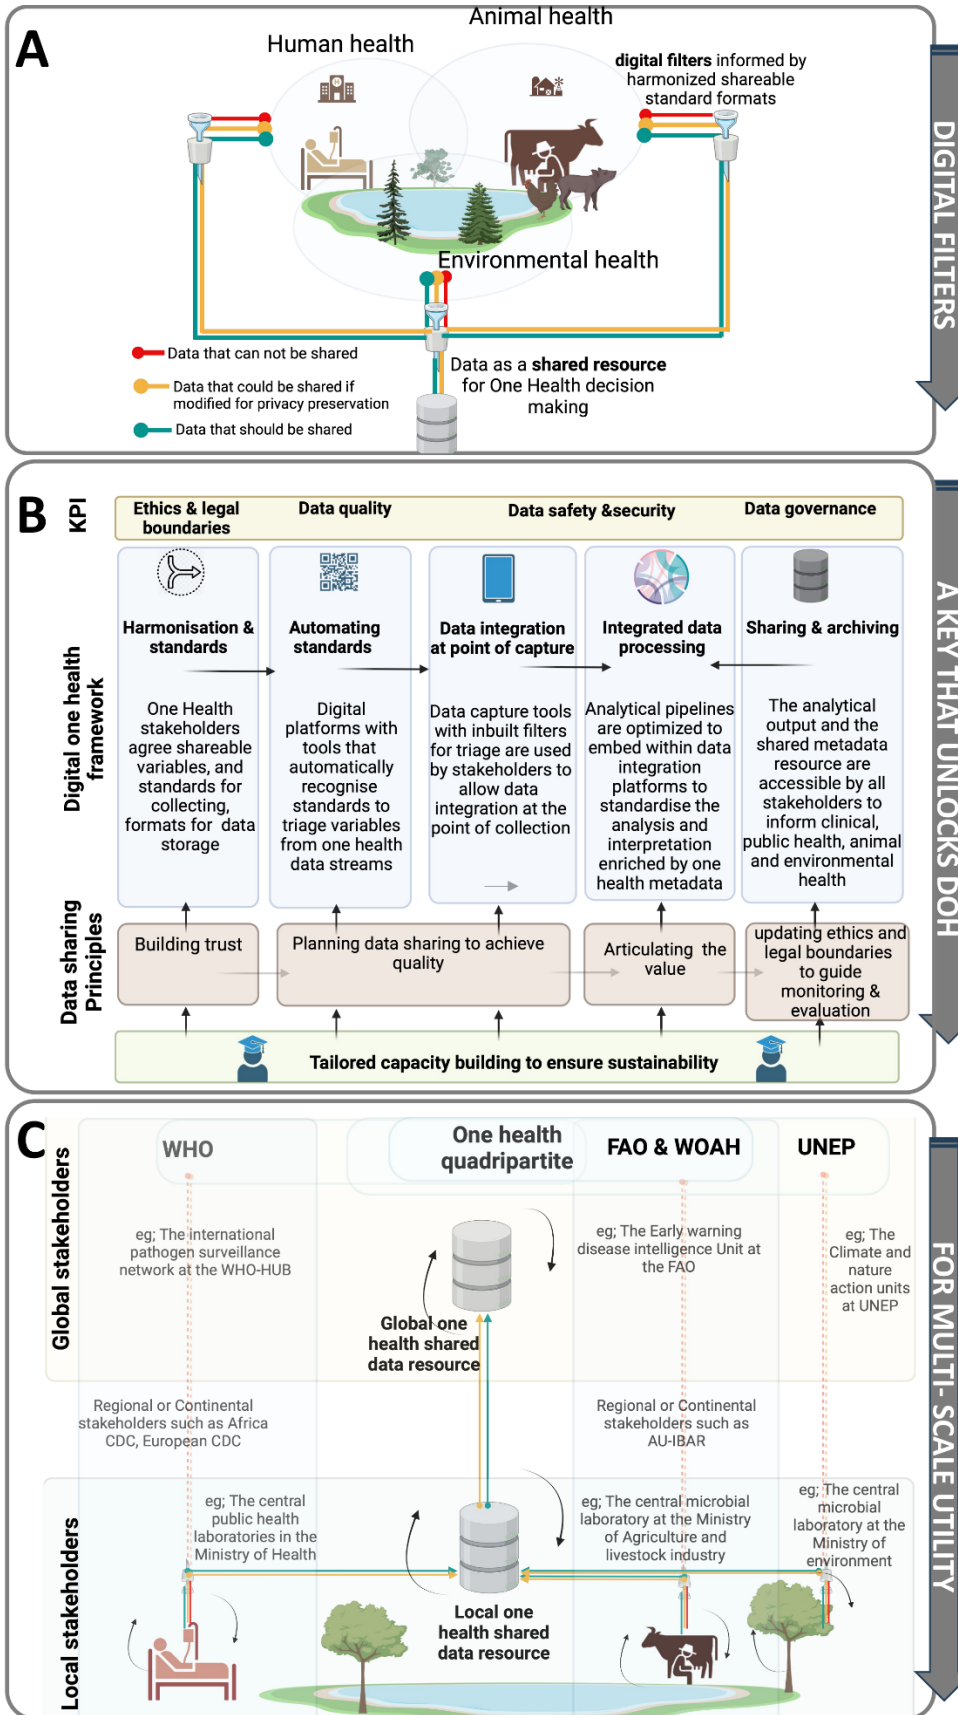 A
Animal health
Human health
digital filters informed by
harmonized shareable
standard formats
Environmental health
Data that can not be shared
Data that could be shared if
modified for privacy preservation
Data that should be shared
Data as a shared resource
for One Health decision
making
DIGITAL FILTERS
B
KPI
Ethics & legal
boundaries
Data quality
Data safety &security
Data governance
Digital one health
framework
Harmonisation &
standards
One Health
stakeholders
agree shareable
variables, and
standards for
collecting,
formats for data
storage
Automating
standards
Digital
platforms with
tools that
automatically
recognise
standards to
triage variables
from one health
data streams
Data integration
at point of capture
Data capture tools
with inbuilt filters
for triage are used
by stakeholders to
allow data
integration at the
point of collection
Integrated data
processing
Analytical pipelines
are optimized to
embed within data
integration
platforms to
standardise the
analysis and
interpretation
enriched by one
health metadata
Sharing & archiving
The analytical
output and the
shared metadata
resource are
accessible by all
stakeholders to
inform clinical,
public health, animal
and environmental
health
Data sharing
Principles
Building trust
Planning data sharing to achieve
quality
Articulating the
value
updating ethics and
legal boundaries
to guide
monitoring &
evaluation
Tailored capacity building to ensure sustainability
A KEY THAT UNLOCKS DOH
C
Global stakeholders
WHO
One health
quadripartite
FAO & WOAH
UNEP
eg; The international
pathogen surveillance
network at the WHO-HUB
eg; The Early warning
disease intelligence Unit at
the FAO
eg; The
Climate and
nature
action units
at UNEP
Global one
health shared
data resource
Regional or Continental
stakeholders such as Africa
CDC, European CDC
Regional or Continental
stakeholders such as
AU-IBAR
Local stakeholders
eg; The central
public health
laboratories in the
Ministry of Health
eg; The central microbial
laboratory at the Ministry
of Agriculture and
livestock industry
eg; The central
microbial
laboratory at the
Ministry of
environment
Local one
health shared
data resource
FOR MULTI- SCALE UTILITY